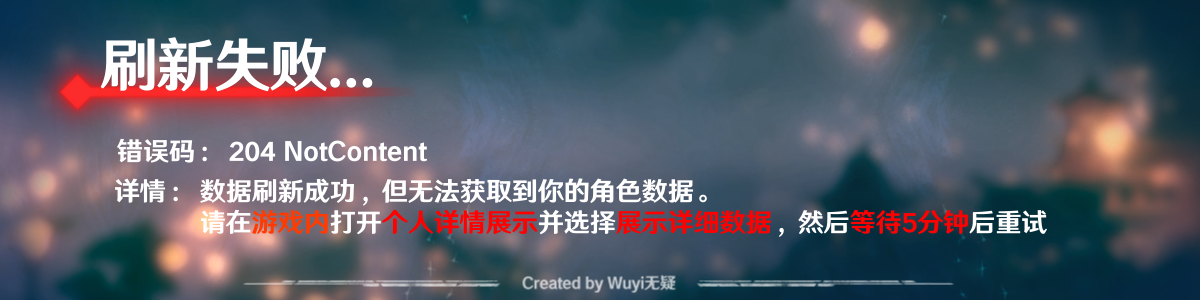 刷新失败...
错误码： 204 NotContent
详情： 数据刷新成功，但无法获取到你的角色数据。
请在游戏内打开个人详情展示并选择展示详细数据，然后等待5分钟后重试
Created by Wuyi无疑